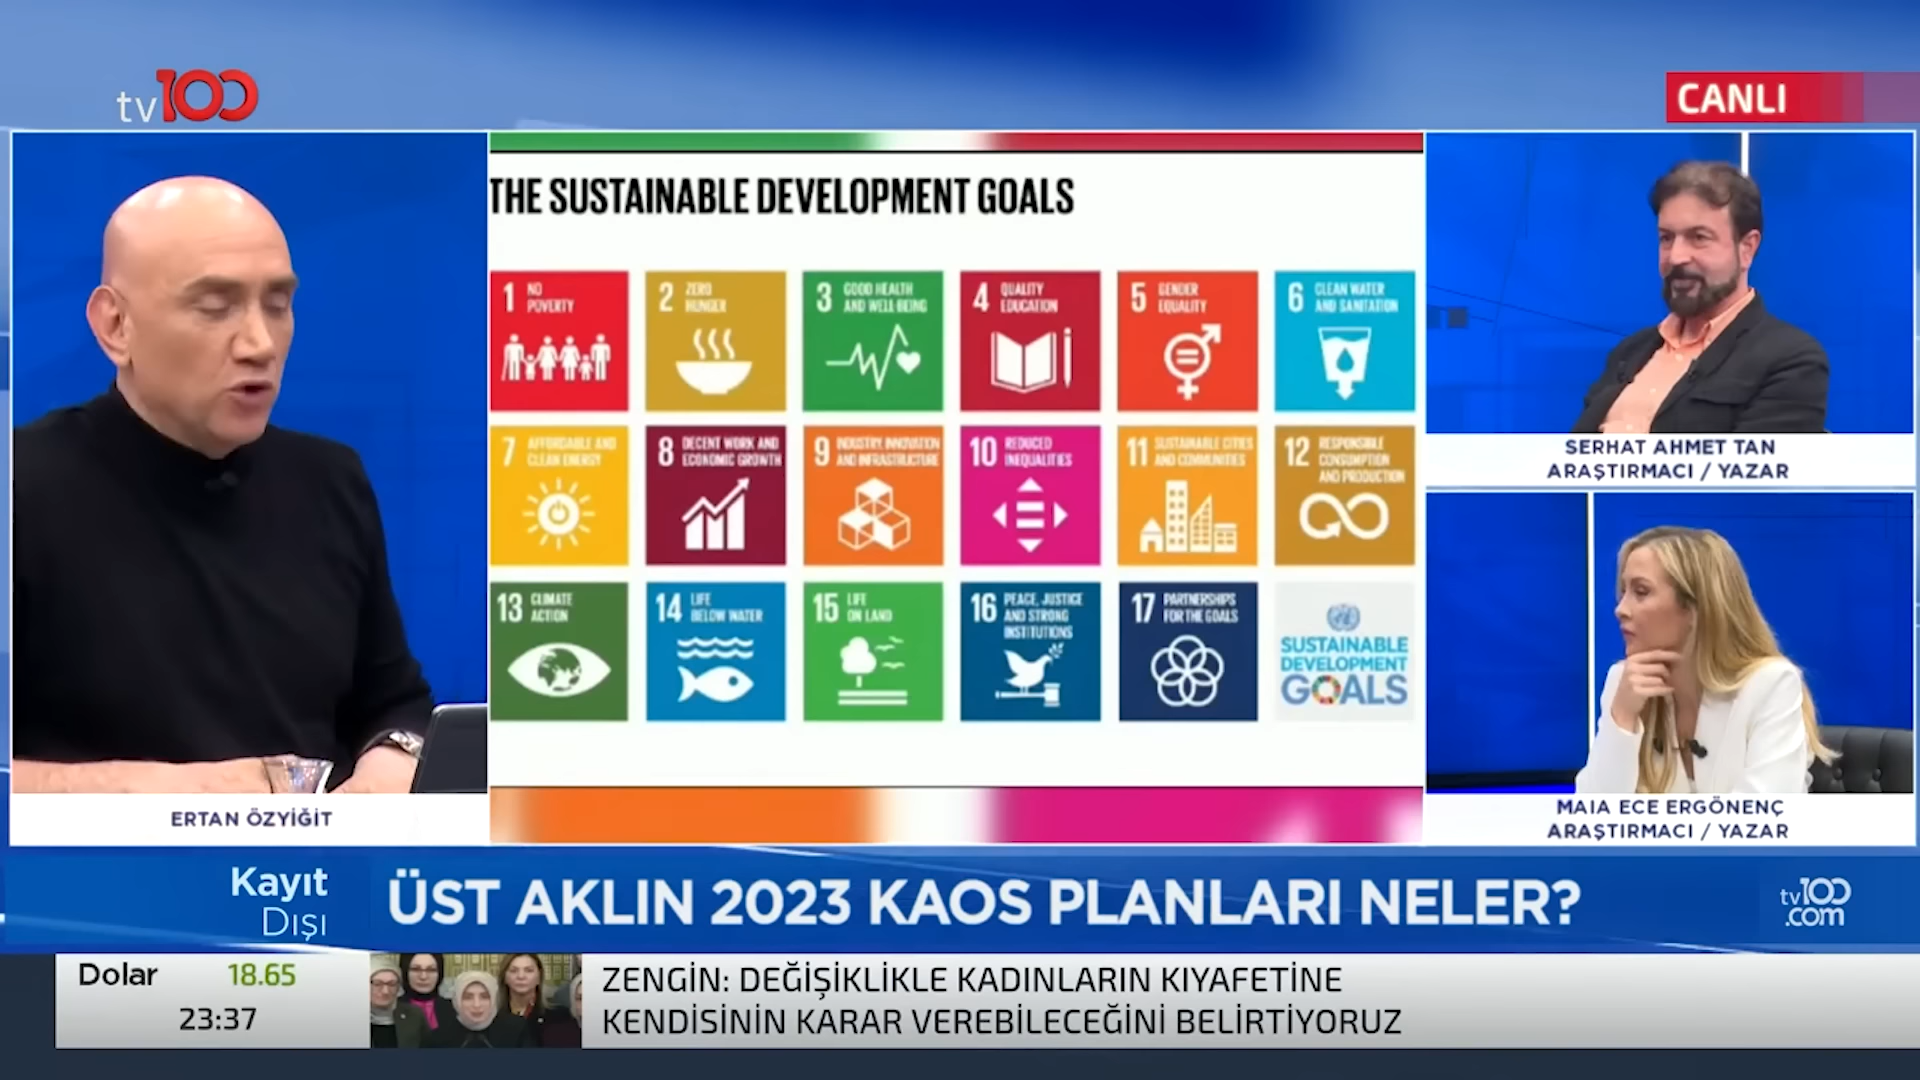 tv100
CANLI
THE SUSTAINABLE DEVELOPMENT GOALS
1 NO
POVERTY
2 ZERO
HUNGER
3 GOOD HEALTH
AND WELL-BEING
4 QUALITY
EDUCATION
5 GENDER
EQUALITY
6 CLEAN WATER
AND SANITATION
7 AFFORDABLE AND
CLEAN ENERGY
8 DECENT WORK AND
ECONOMIC GROWTH
9 INDUSTRY, INNOVATION
AND INFRASTRUCTURE
10 REDUCED
INEQUALITIES
11 SUSTAINABLE CITIES
AND COMMUNITIES
12 RESPONSIBLE
CONSUMPTION
AND PRODUCTION
13 CLIMATE
ACTION
14 LIFE
BELOW WATER
15 LIFE
ON LAND
16 PEACE, JUSTICE
AND STRONG
INSTITUTIONS
17 PARTNERSHIPS
FOR THE GOALS
SUSTAINABLE
DEVELOPMENT
GOALS
SERHAT AHMET TAN
ARAŞTIRMACI / YAZAR
MAIA ECE ERGÖNENÇ
ARAŞTIRMACI / YAZAR
ERTAN ÖZYİĞİT
Kayıt
Dışı
ÜST AKLIN 2023 KAOS PLANLARI NELER?
tv100
.com
Dolar 18.65
23:37
ZENGİN: DEĞİŞİKLİKLE KADINLARIN KIYAFETİNE
KENDİSİNİN KARAR VEREBİLECEĞİNİ BELİRTİYORUZ